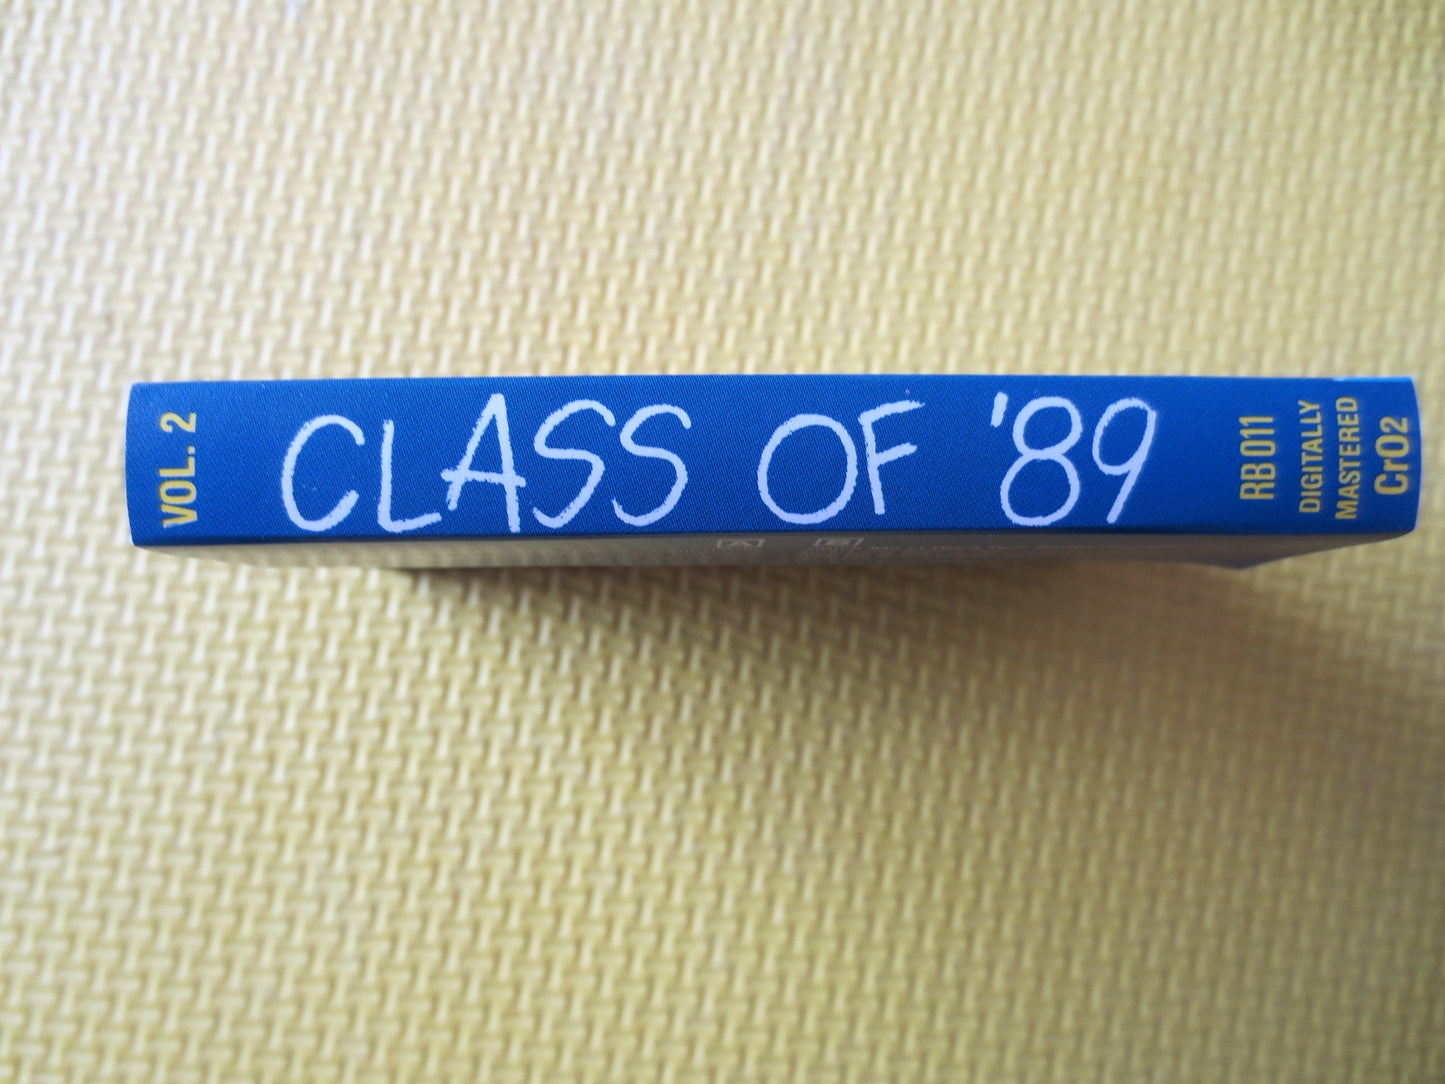 VOL. 2
CLASS OF '89
RB 011
DIGITALLY
MASTERED
CrO2